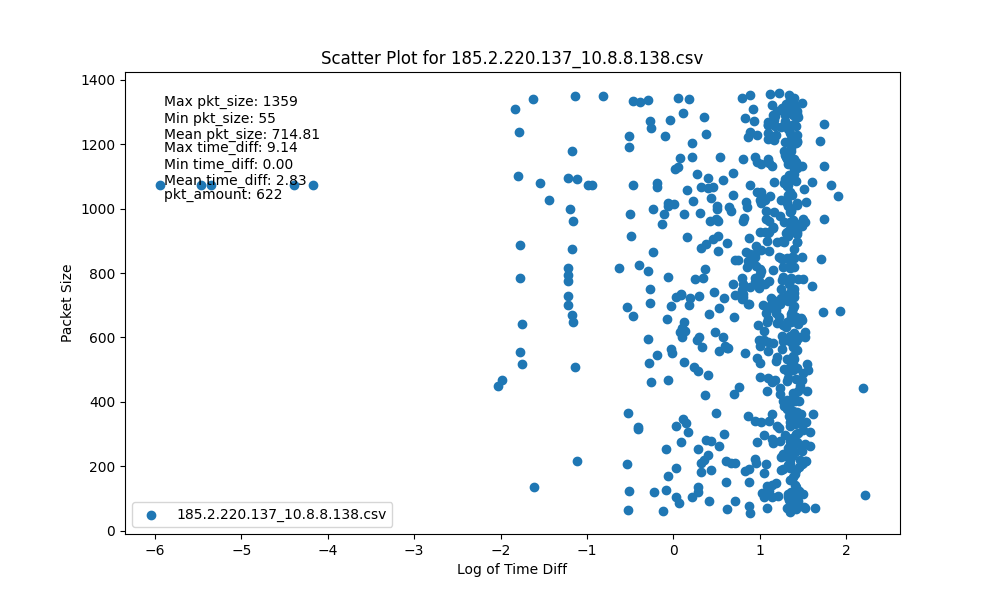 Scatter Plot for 185.2.220.137_10.8.8.138.csv
Max pkt_size: 1359
Min pkt_size: 55
Mean pkt_size: 714.81
Max time_diff: 9.14
Min time_diff: 0.00
Mean time_diff: 2.83
pkt_amount: 622
1400
1200
1000
800
600
400
200
0
Packet Size
185.2.220.137_10.8.8.138.csv
−6 −5 −4 −3 −2 −1 0 1 2
Log of Time Diff